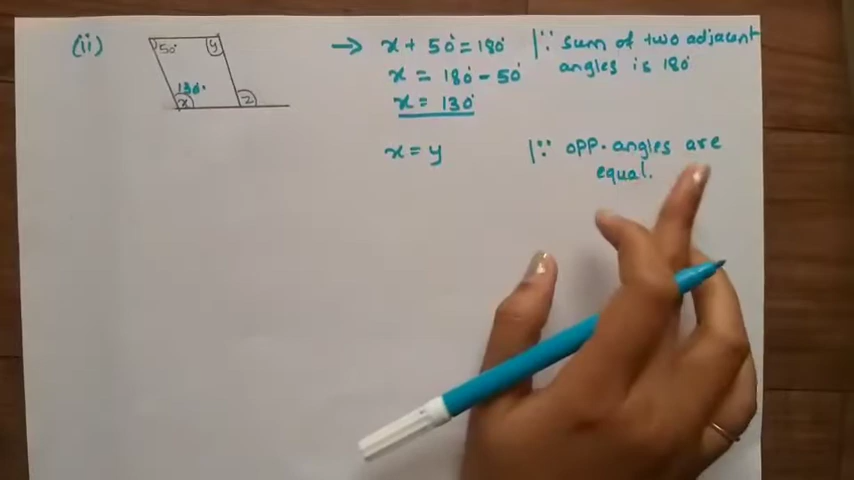 (ii)
50°
y
130°
x
z
→ x + 50° = 180° |∵ sum of two adjacent
x = 180° - 50° angles is 180°
x = 130°
x = y |∵ opp. angles are
equal.